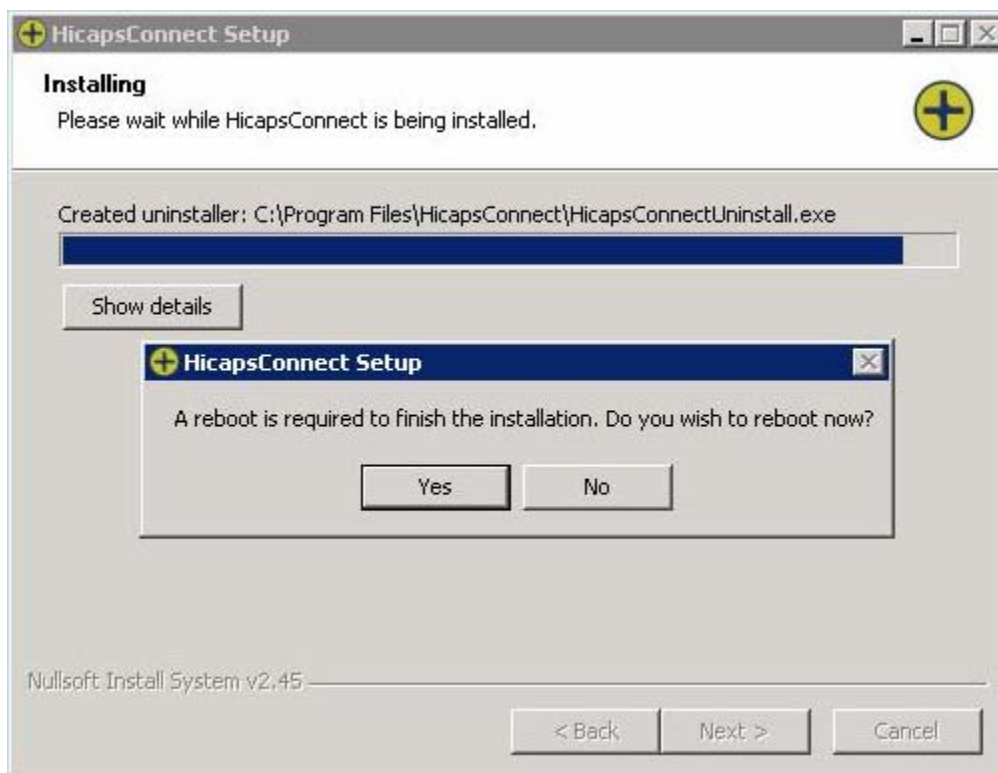 HicapsConnect Setup
Installing
Please wait while HicapsConnect is being installed.
Created uninstaller: C:\Program Files\HicapsConnect\HicapsConnectUninstall.exe
Show details
HicapsConnect Setup
A reboot is required to finish the installation. Do you wish to reboot now?
Yes No
Nullsoft Install System v2.45
< Back Next > Cancel